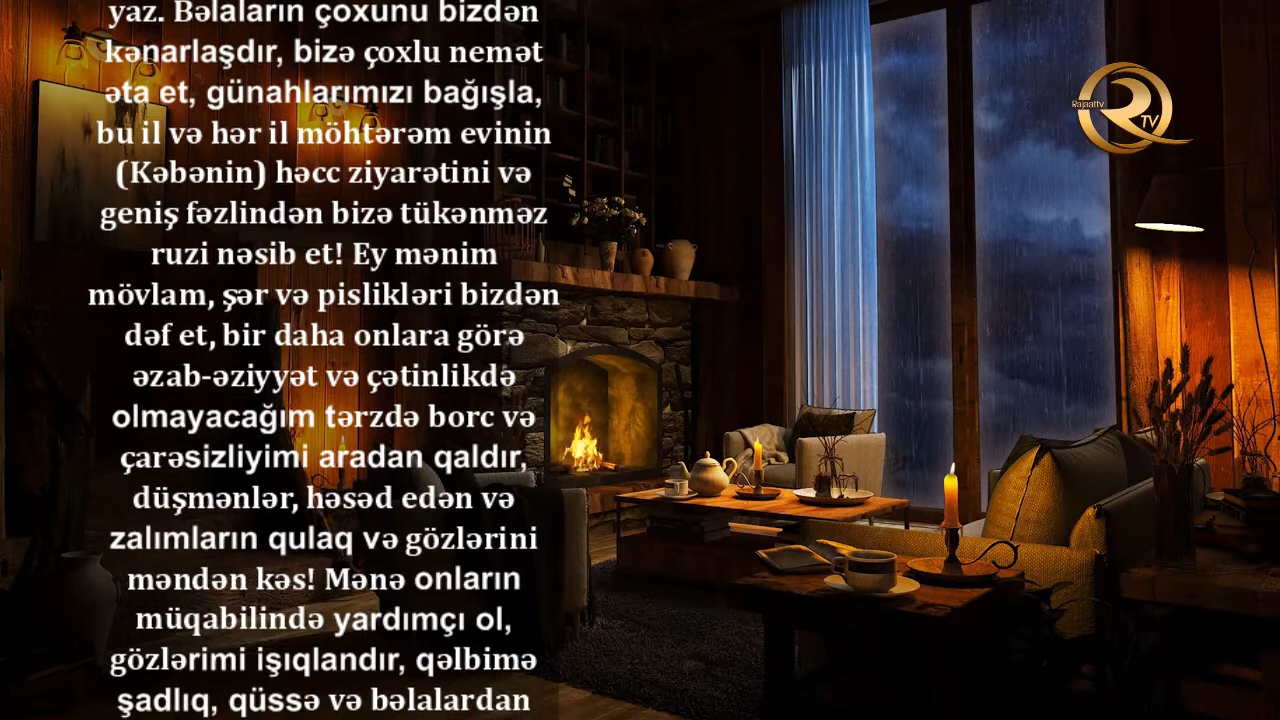 yaz. Bəlaların çoxunu bizdən
kənarlaşdır, bizə çoxlu nemət
əta et, günahlarımızı bağışla,
bu il və hər il möhtərəm evinin
(Kəbənin) həcc ziyarətini və
geniş fəzlindən bizə tükənməz
ruzi nəsib et! Ey mənim
mövlam, şər və pislikləri bizdən
dəf et, bir daha onlara görə
əzab-əziyyət və çətinlikdə
olmayacağım tərzdə borc və
çarəsizliyimi aradan qaldır,
düşmənlər, həsəd edən və
zalımların qulaq və gözlərini
məndən kəs! Mənə onların
müqabilində yardımçı ol,
gözlərimi işıqlandır, qəlbimə
şadlıq, qüssə və bəlalardan
Rajaattv
R
TV